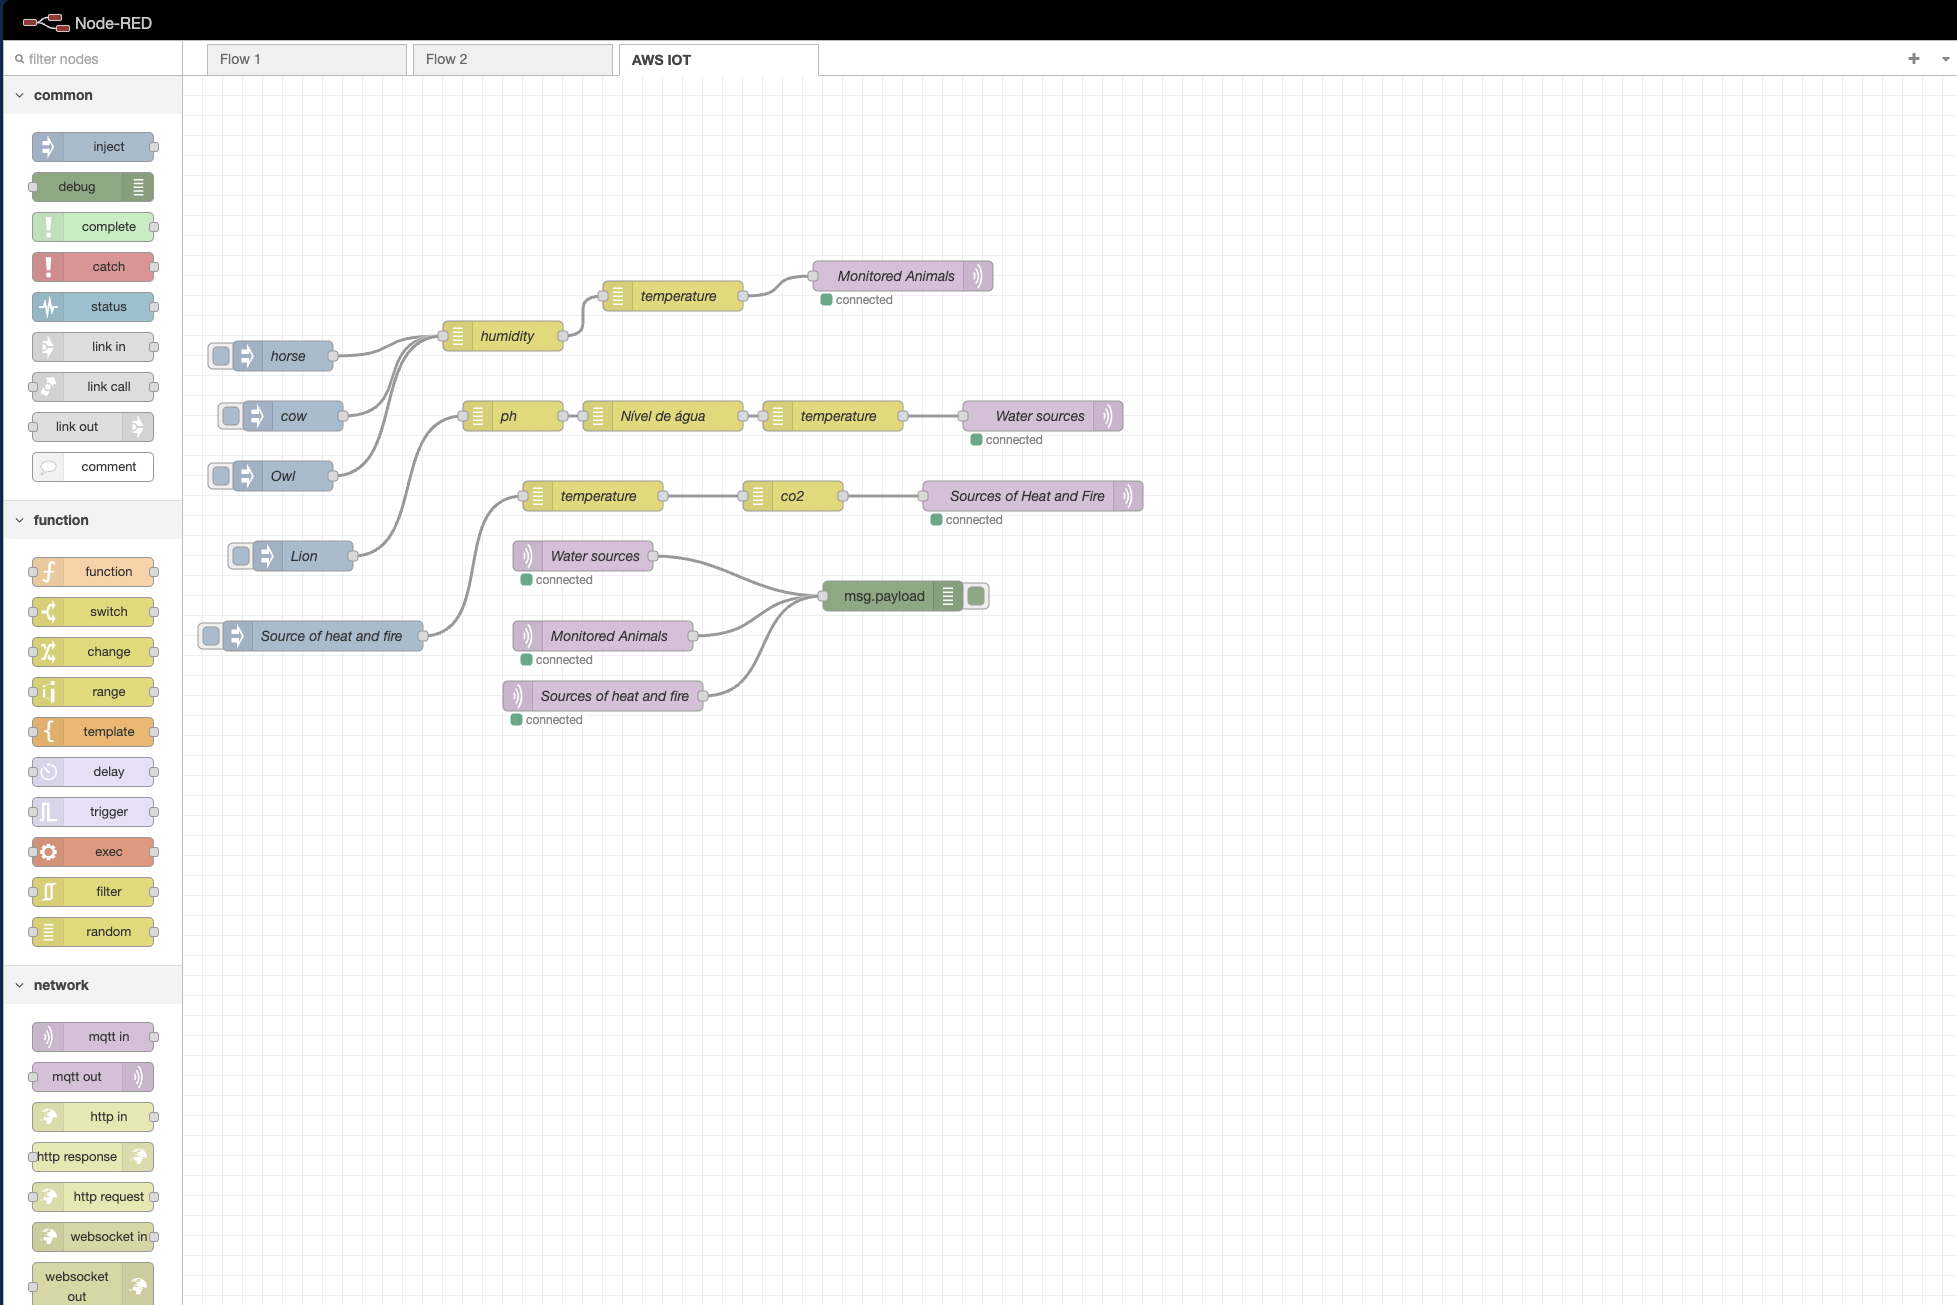 Node-RED
filter nodes
Flow 1
Flow 2
AWS IOT
common
inject
debug
complete
catch
status
link in
link call
link out
comment
function
function
switch
change
range
template
delay
trigger
exec
filter
random
network
mqtt in
mqtt out
http in
http response
http request
websocket in
websocket
out
Monitored Animals
connected
temperature
humidity
horse
cow
ph
Nível de água
temperature
Water sources
connected
Owl
temperature
co2
Sources of Heat and Fire
connected
Lion
Water sources
connected
msg.payload
Source of heat and fire
Monitored Animals
connected
Sources of heat and fire
connected